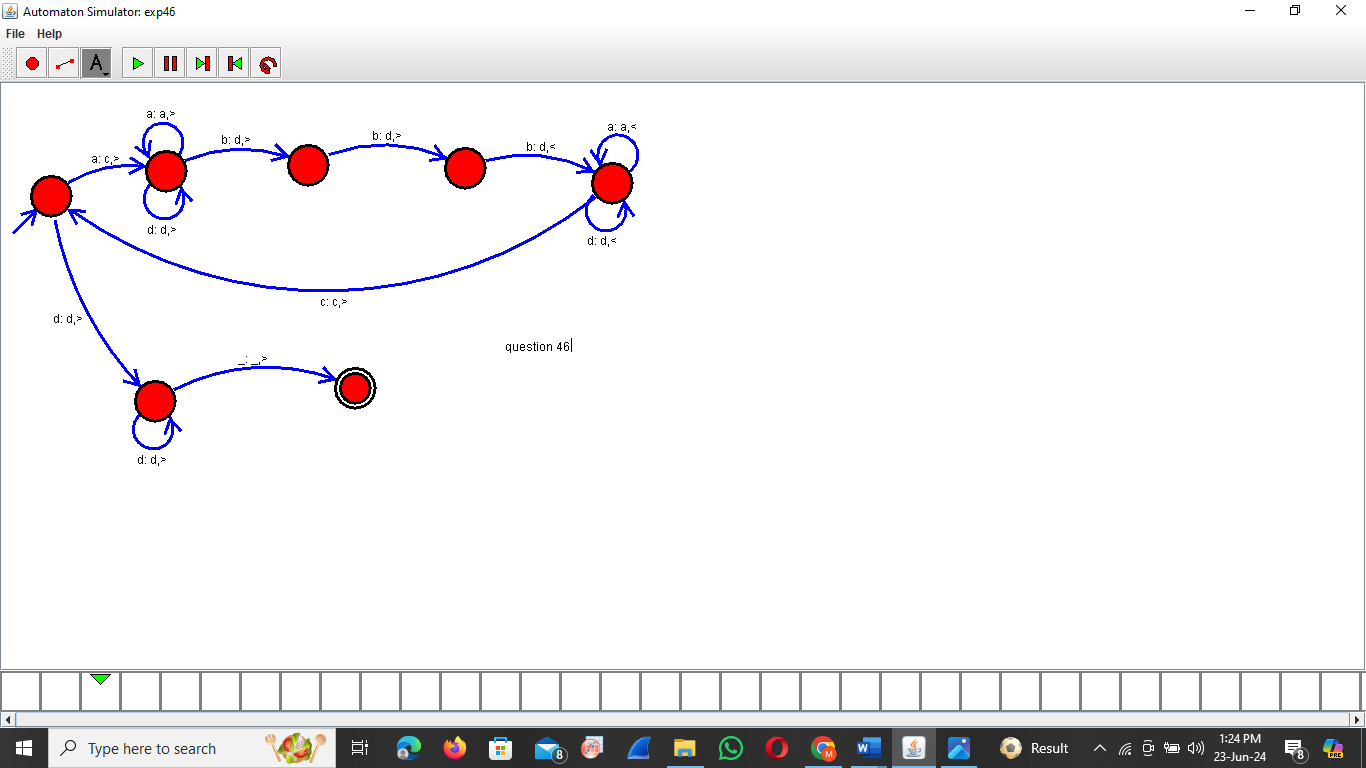 Automaton Simulator: exp46
File Help
A
a: a,>
a: a,<
b: d,>
b: d,>
b: d,<
a: c,>
d: d,>
d: d,<
c: c,>
d: d,>
question 46
_: _,>
d: d,>
Type here to search
8
Result
1:24 PM
23-Jun-24
8
PRE